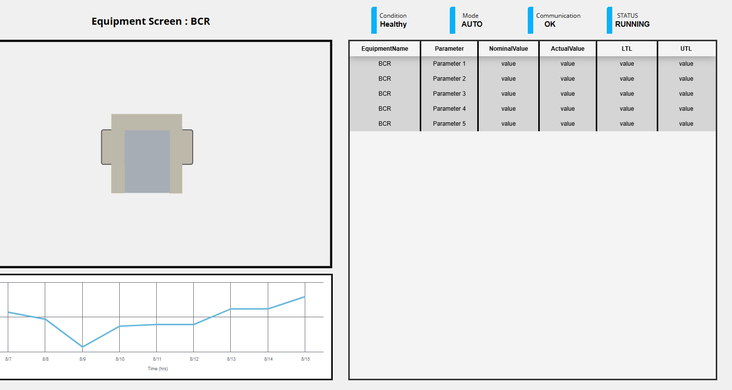 Equipment Screen : BCR
Condition
Healthy
Mode
AUTO
Communication
OK
STATUS
RUNNING
EquipmentName Parameter NominalValue ActualValue LTL UTL
BCR Parameter 1 value value value value
BCR Parameter 2 value value value value
BCR Parameter 3 value value value value
BCR Parameter 4 value value value value
BCR Parameter 5 value value value value
8/7 8/8 8/9 8/10 8/11 8/12 8/13 8/14 8/15
Time (hrs)